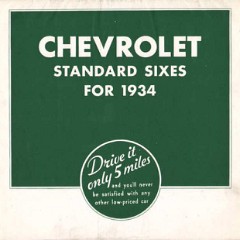 CHEVROLET
STANDARD SIXES
FOR 1934
Drive it
only 5 miles
and you'll never
be satisfied with any
other low-priced car